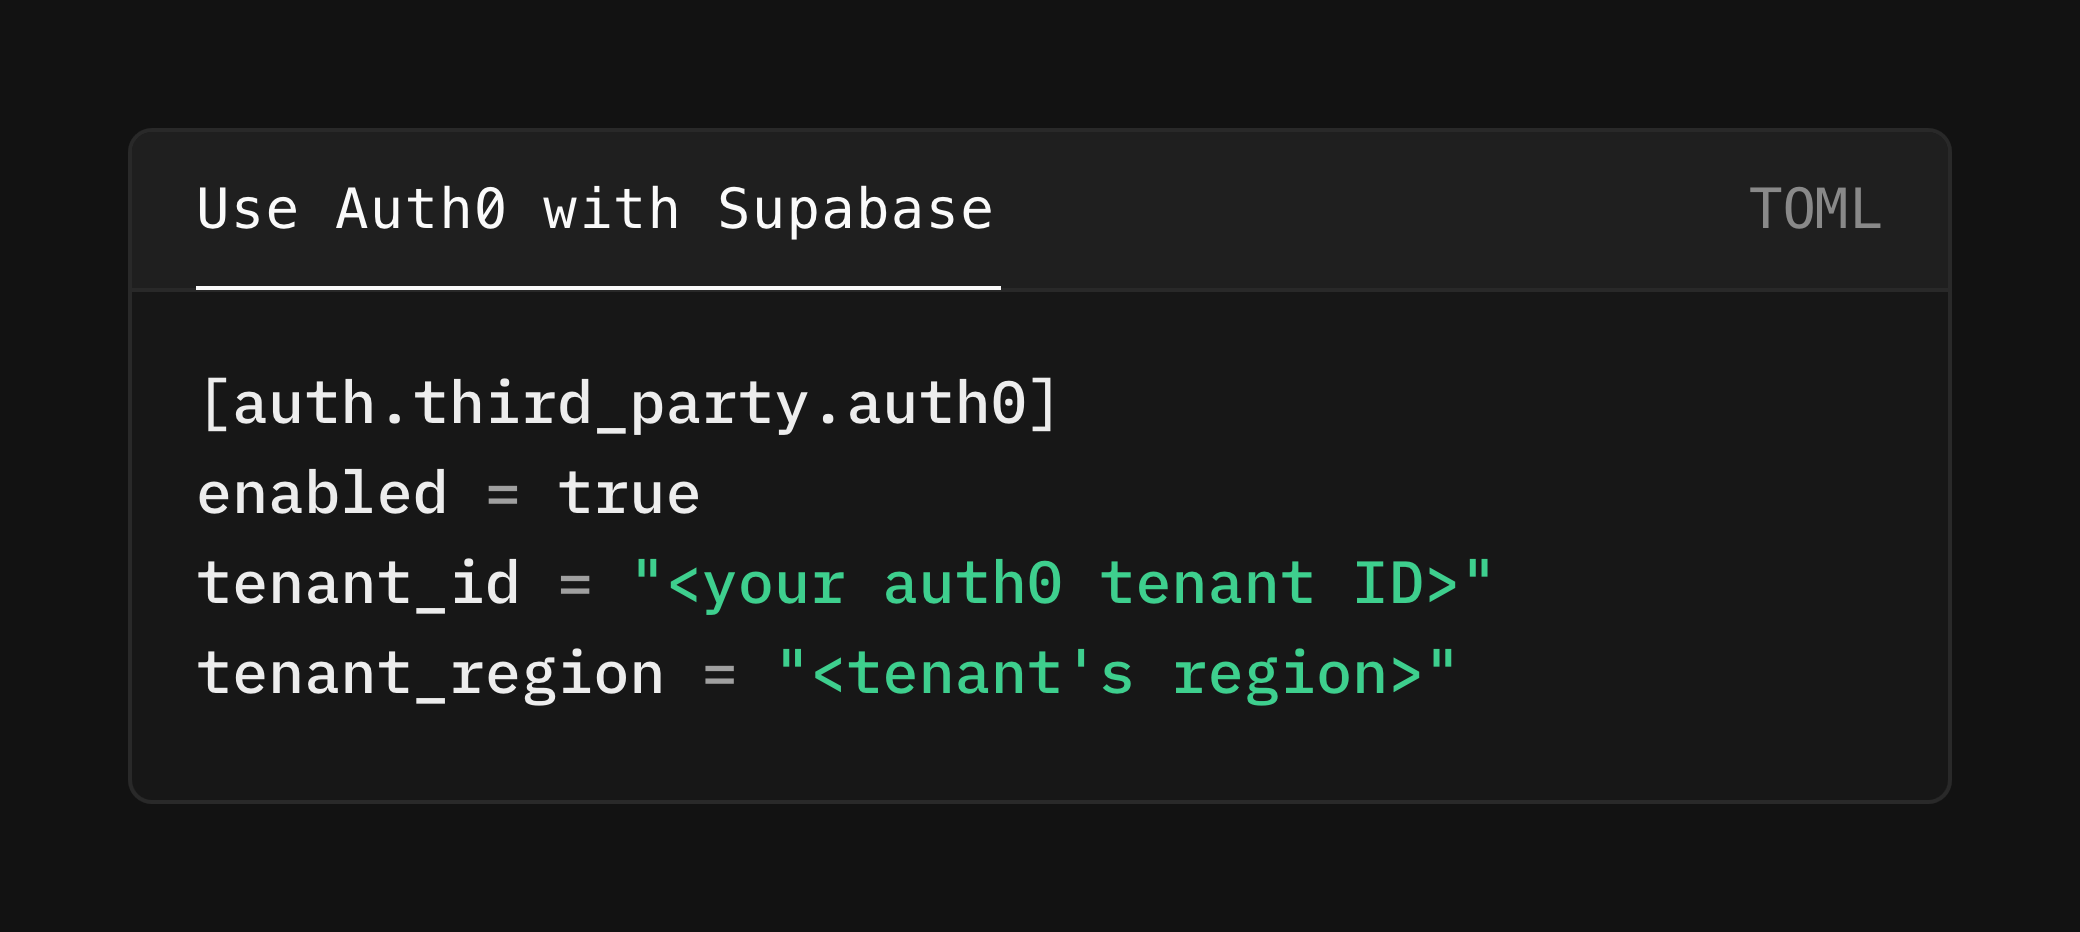 Use Auth0 with Supabase
TOML
[auth.third_party.auth0]
enabled = true
tenant_id = "<your auth0 tenant ID>"
tenant_region = "<tenant's region>"